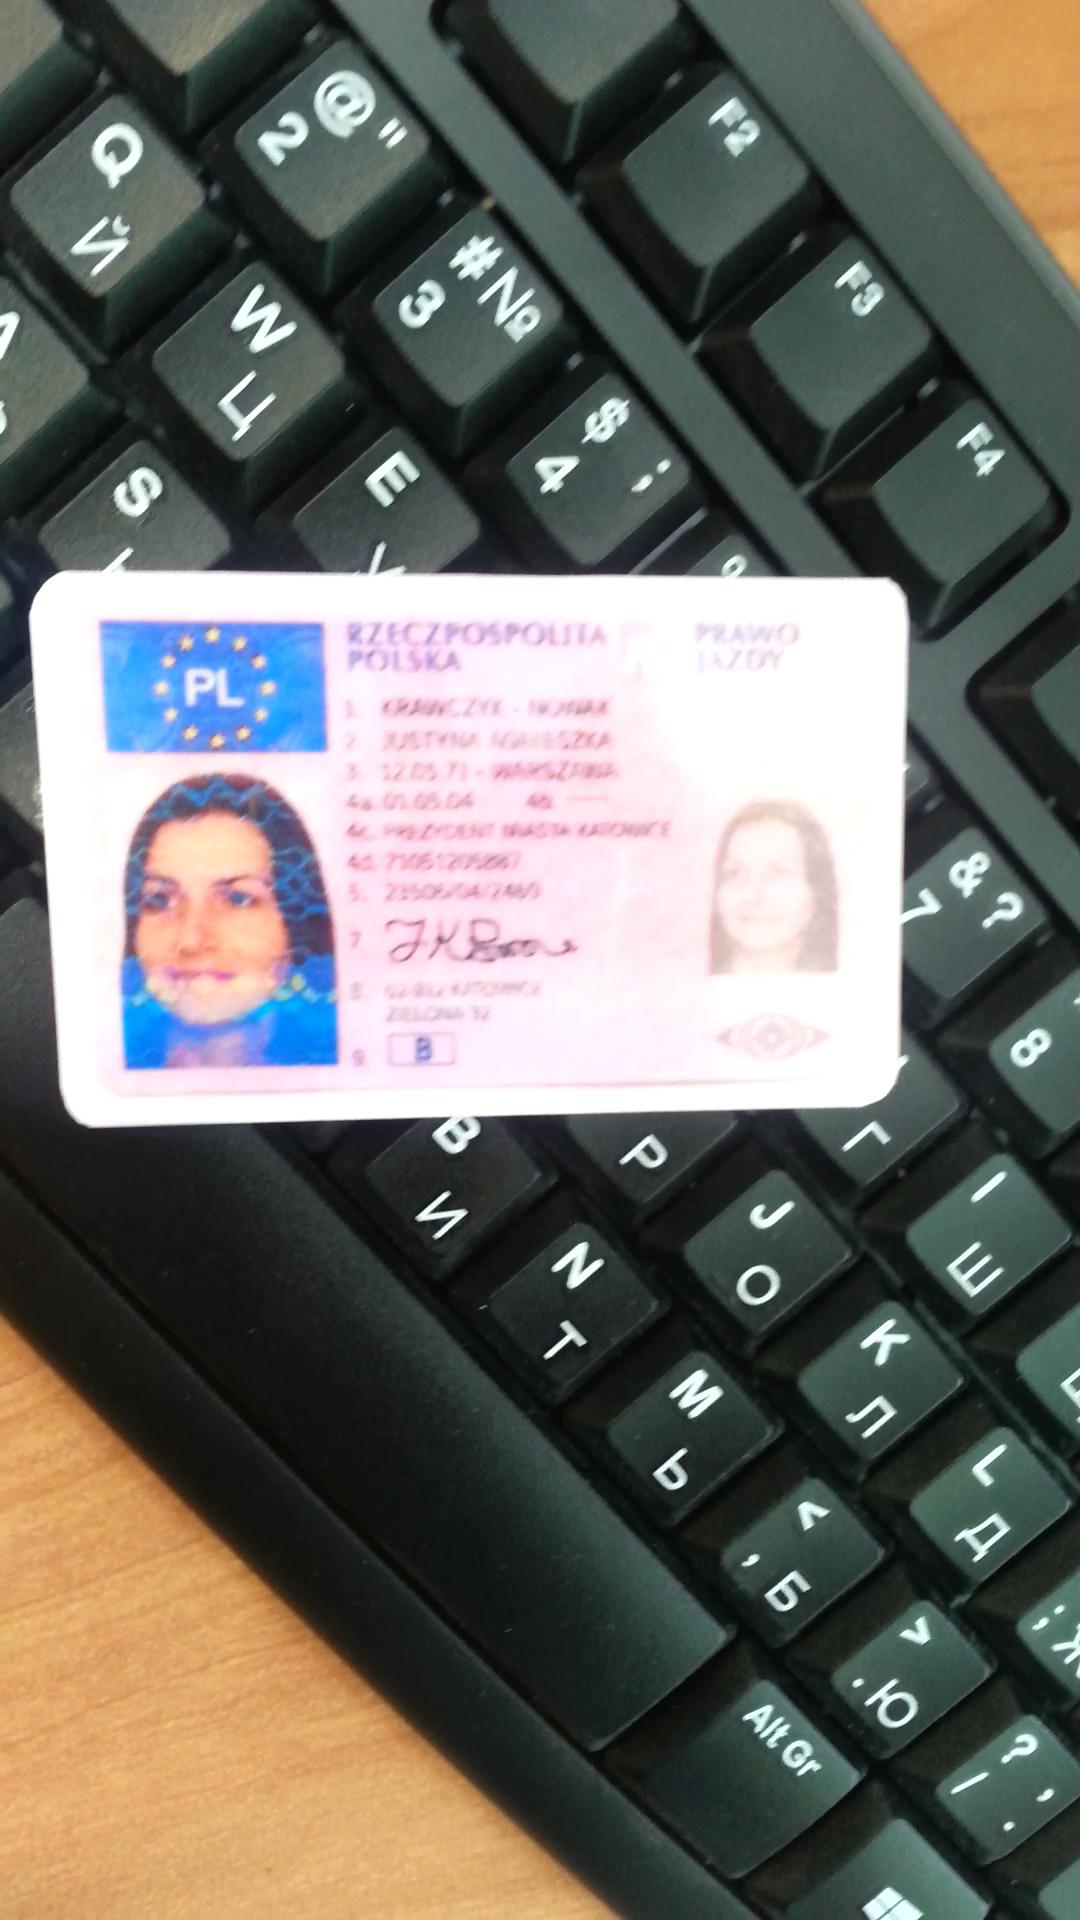 F2
@ "
2
Q
Й
F3
# №
3
W
Ц
F4
$ ;
4
E
S
PL
RZECZPOSPOLITA
POLSKA
PRAWO
JAZDY
1. KRAWCZYK - NOWAK
2. JUSTYNA AGNIESZKA
3. 12.05.71 - WARSZAWA
4a. 01.05.04 4b. ----
4c. PREZYDENT MIASTA KATOWICE
4d. 71051205887
5. 23506/04/2469
7.
8. 02-812 KATOWICE
ZIELONA 32
9. B
& ?
7
8
B
И
Р
Г
I
Ш
J
О
N
Т
K
Л
M
Ь
L
Д
<
, Б
;
Ж
>
. Ю
? ,
/ .
Alt Gr